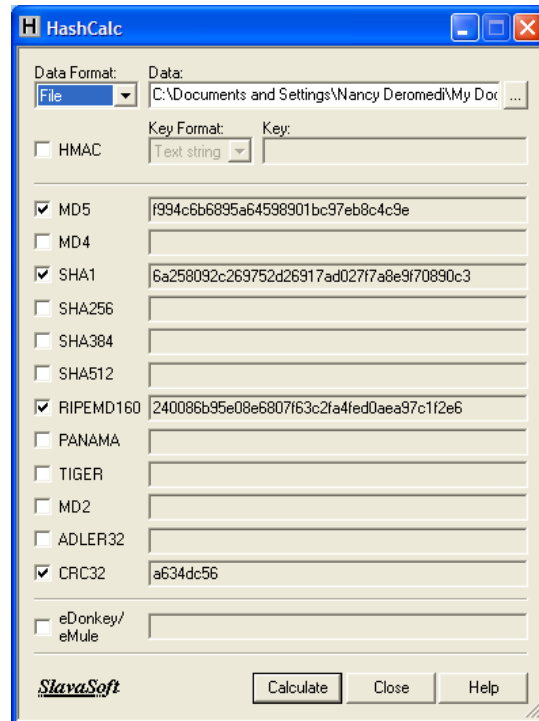 HashCalc
Data Format: Data:
File C:\Documents and Settings\Nancy Deromedi\My Doc ...
Key Format: Key:
HMAC Text string
MD5 f994c6b6895a64598901bc97eb8c4c9e
MD4
SHA1 6a258092c269752d26917ad027f7a8e9f70890c3
SHA256
SHA384
SHA512
RIPEMD160 240086b95e08e6807f63c2fa4fed0aea97c1f2e6
PANAMA
TIGER
MD2
ADLER32
CRC32 a634dc56
eDonkey/
eMule
SlavaSoft Calculate Close Help